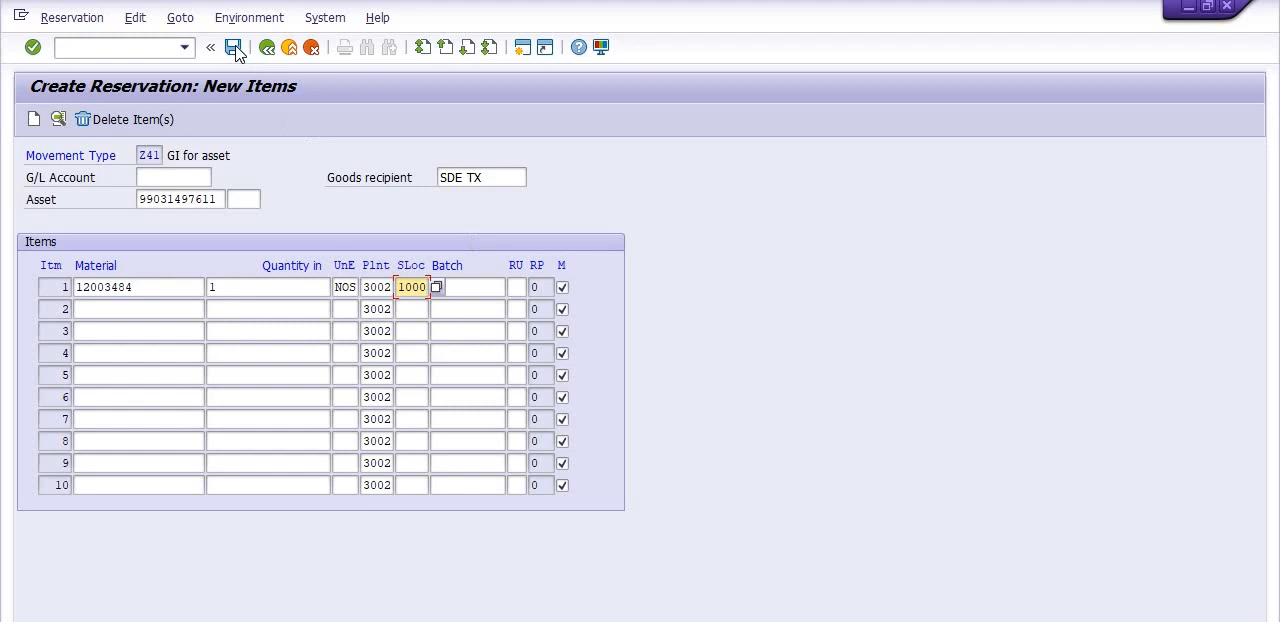 Reservation Edit Goto Environment System Help
Create Reservation: New Items
Delete Item(s)
Movement Type Z41 GI for asset
G/L Account Goods recipient SDE TX
Asset 99031497611
Items
Itm Material Quantity in UnE Plnt SLoc Batch RU RP M
1 12003484 1 NOS 3002 1000 0
2 3002 0
3 3002 0
4 3002 0
5 3002 0
6 3002 0
7 3002 0
8 3002 0
9 3002 0
10 3002 0